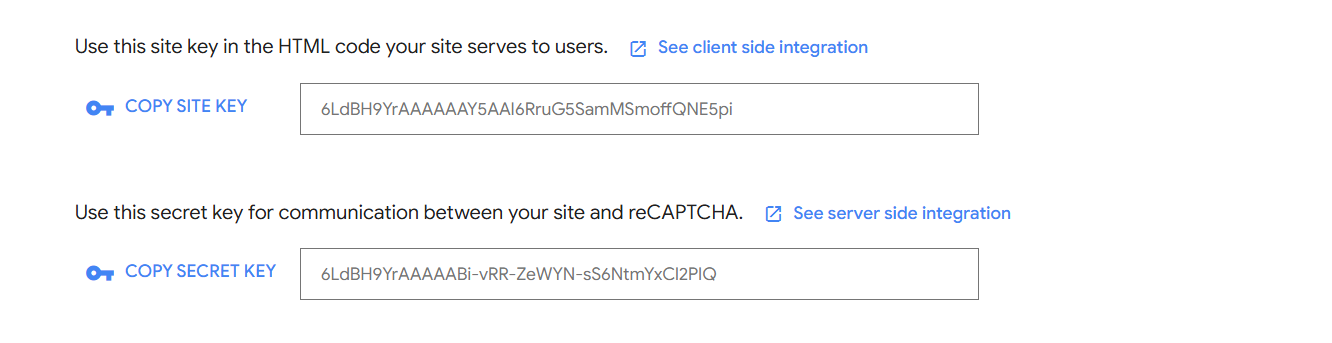 Use this site key in the HTML code your site serves to users. See client side integration
COPY SITE KEY 6LdBH9YrAAAAAAY5AAI6RruG5SamMSmoffQNE5pi
Use this secret key for communication between your site and reCAPTCHA. See server side integration
COPY SECRET KEY 6LdBH9YrAAAAABi-vRR-ZeWYN-sS6NtmYxCI2PIQ